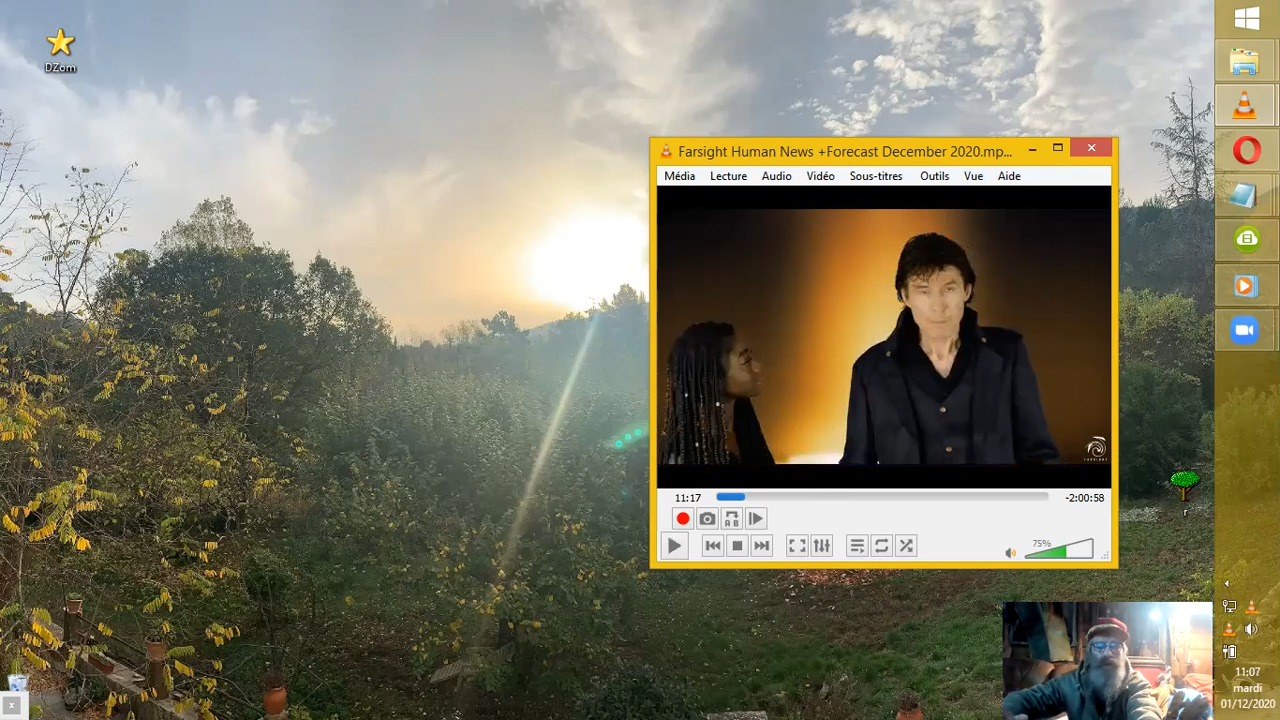 DZom
Farsight Human News +Forecast December 2020.mp...
Média Lecture Audio Vidéo Sous-titres Outils Vue Aide
FARSIGHT
11:17
-2:00:58
A B
75%
r
11:07
mardi
01/12/2020